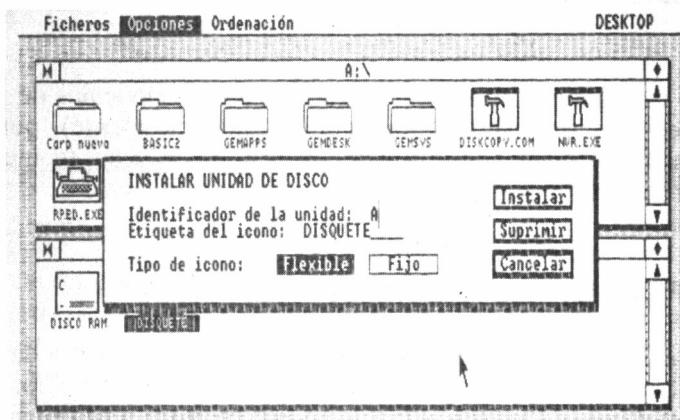 Ficheros Opciones Ordenación DESKTOP
A:\
Carp nueva BASIC2 GEMAPPS GEMDESK GEMSYS DISKCOPY.COM NVR.EXE
RPED.EXE
INSTALAR UNIDAD DE DISCO
Identificador de la unidad: A
Etiqueta del icono: DISQUETE____
Tipo de icono: Flexible Fijo
Instalar
Suprimir
Cancelar
C
DISCO RAM DISQUETE